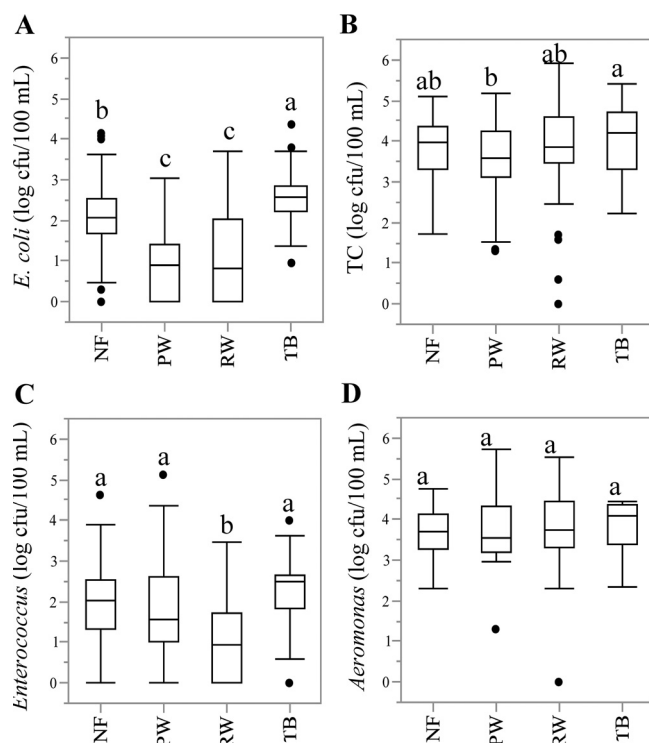 A
E. coli (log cfu/100 mL)
6
5
4
3
2
1
0
b
c
c
a
NF
PW
RW
TB
B
TC (log cfu/100 mL)
6
5
4
3
2
1
0
ab
b
ab
a
NF
PW
RW
TB
C
Enterococcus (log cfu/100 mL)
6
5
4
3
2
1
0
a
a
b
a
NF
PW
RW
TB
D
Aeromonas (log cfu/100 mL)
6
5
4
3
2
1
0
a
a
a
a
NF
PW
RW
TB